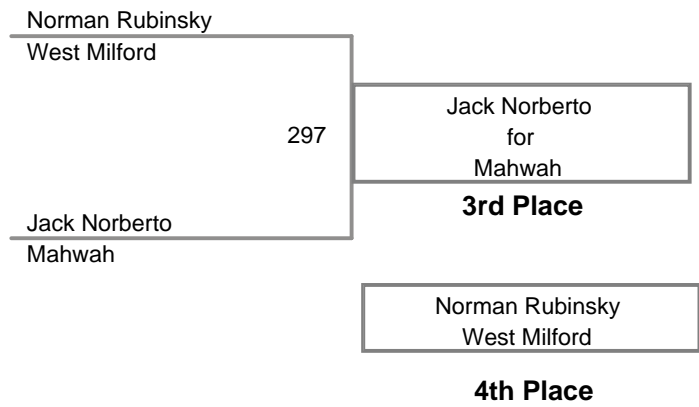 Norman Rubinsky
West Milford
297
Jack Norberto
for
Mahwah
3rd Place
Jack Norberto
Mahwah
Norman Rubinsky
West Milford
4th Place